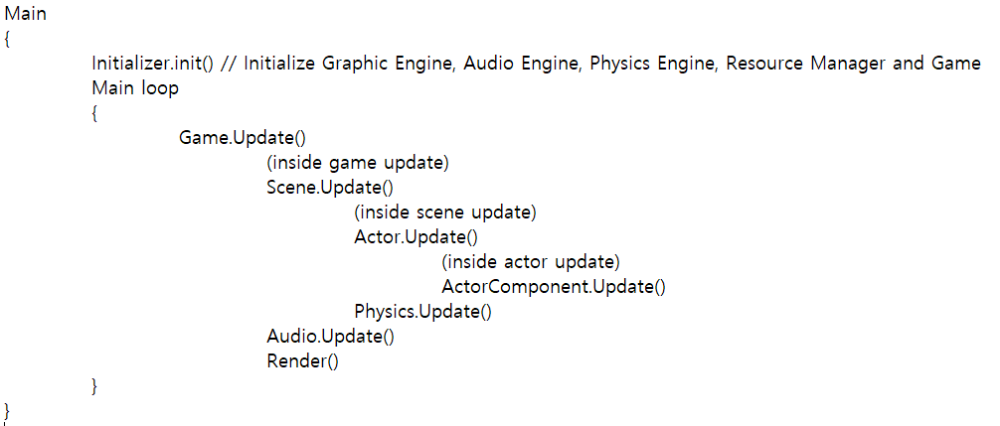 Main
{
Initializer.init() // Initialize Graphic Engine, Audio Engine, Physics Engine, Resource Manager and Game
Main loop
{
Game.Update()
(inside game update)
Scene.Update()
(inside scene update)
Actor.Update()
(inside actor update)
ActorComponent.Update()
Physics.Update()
Audio.Update()
Render()
}
}